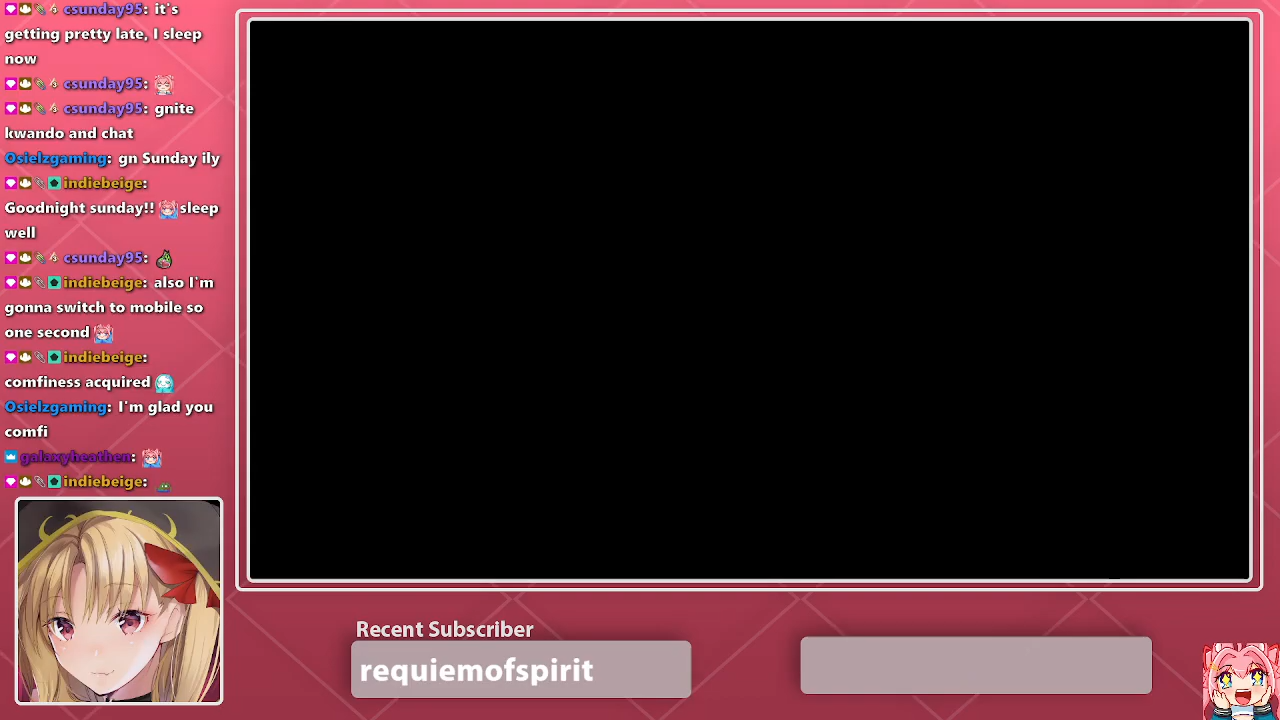 csunday95: it's
getting pretty late, I sleep
now
csunday95:
csunday95: gnite
kwando and chat
Osielzgaming: gn Sunday ily
indiebeige:
Goodnight sunday!! sleep
well
csunday95:
indiebeige: also I'm
gonna switch to mobile so
one second
indiebeige:
comfiness acquired
Osielzgaming: I'm glad you
comfi
galaxyheathen:
indiebeige:
Recent Subscriber
requiemofspirit